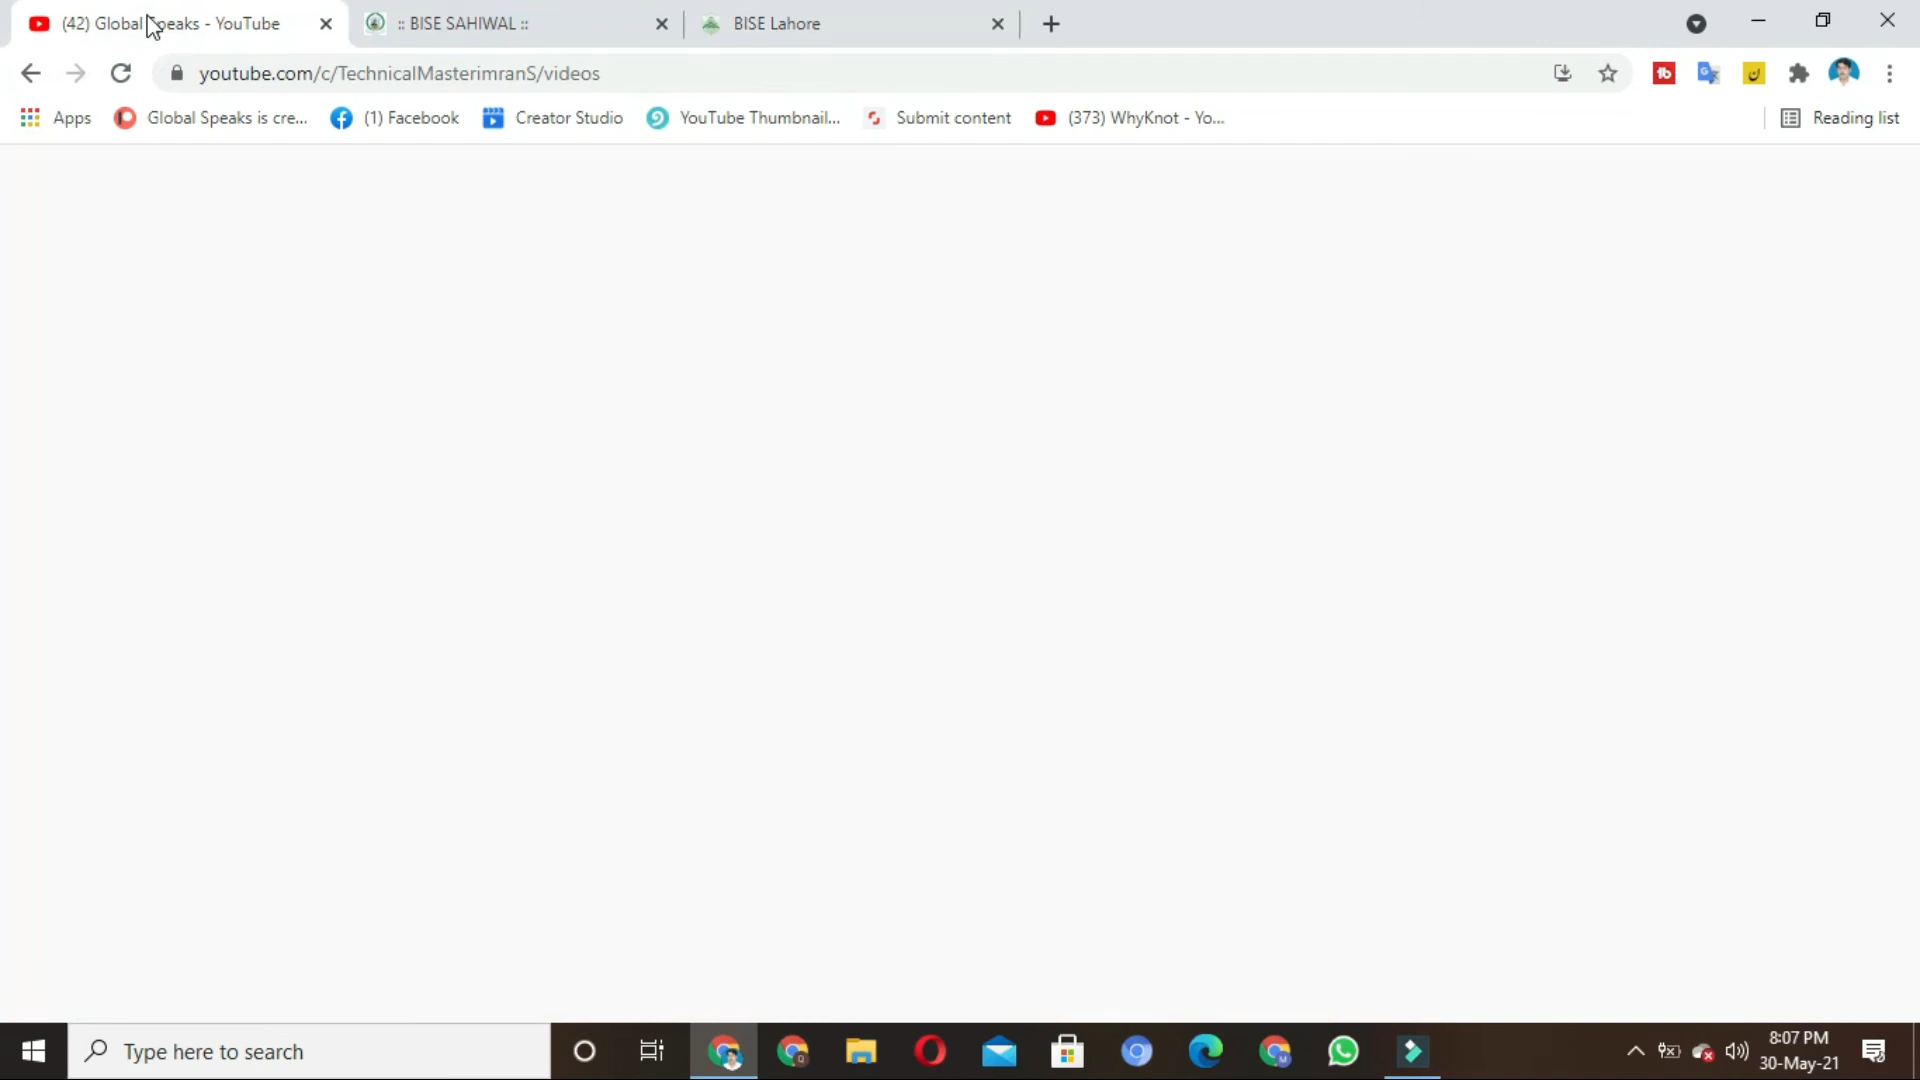 (42) Global Speaks - YouTube
:: BISE SAHIWAL ::
BISE Lahore
youtube.com/c/TechnicalMasterimranS/videos
Apps
Global Speaks is cre...
(1) Facebook
Creator Studio
YouTube Thumbnail...
Submit content
(373) WhyKnot - Yo...
Reading list
Type here to search
8:07 PM
30-May-21